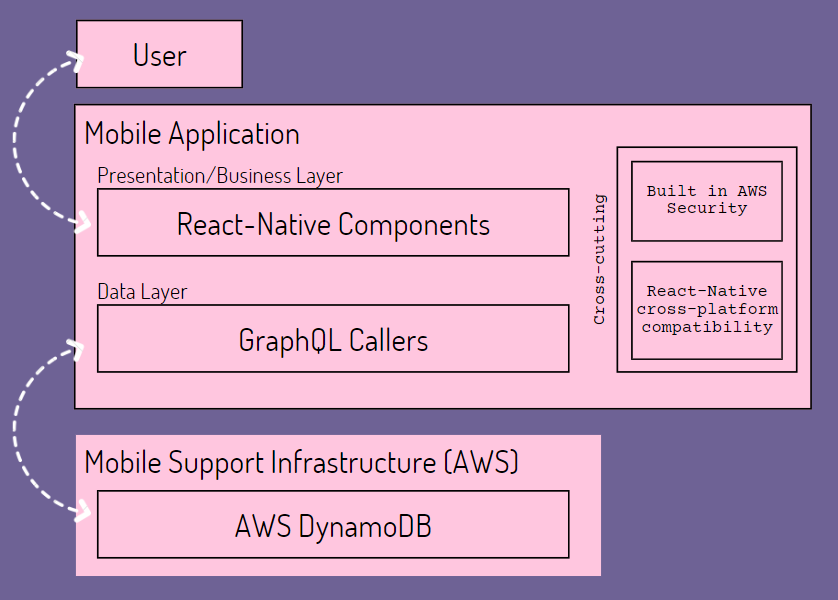 User
Mobile Application
Presentation/Business Layer
React-Native Components
Data Layer
GraphQL Callers
Cross-cutting
Built in AWS
Security
React-Native
cross-platform
compatibility
Mobile Support Infrastructure (AWS)
AWS DynamoDB